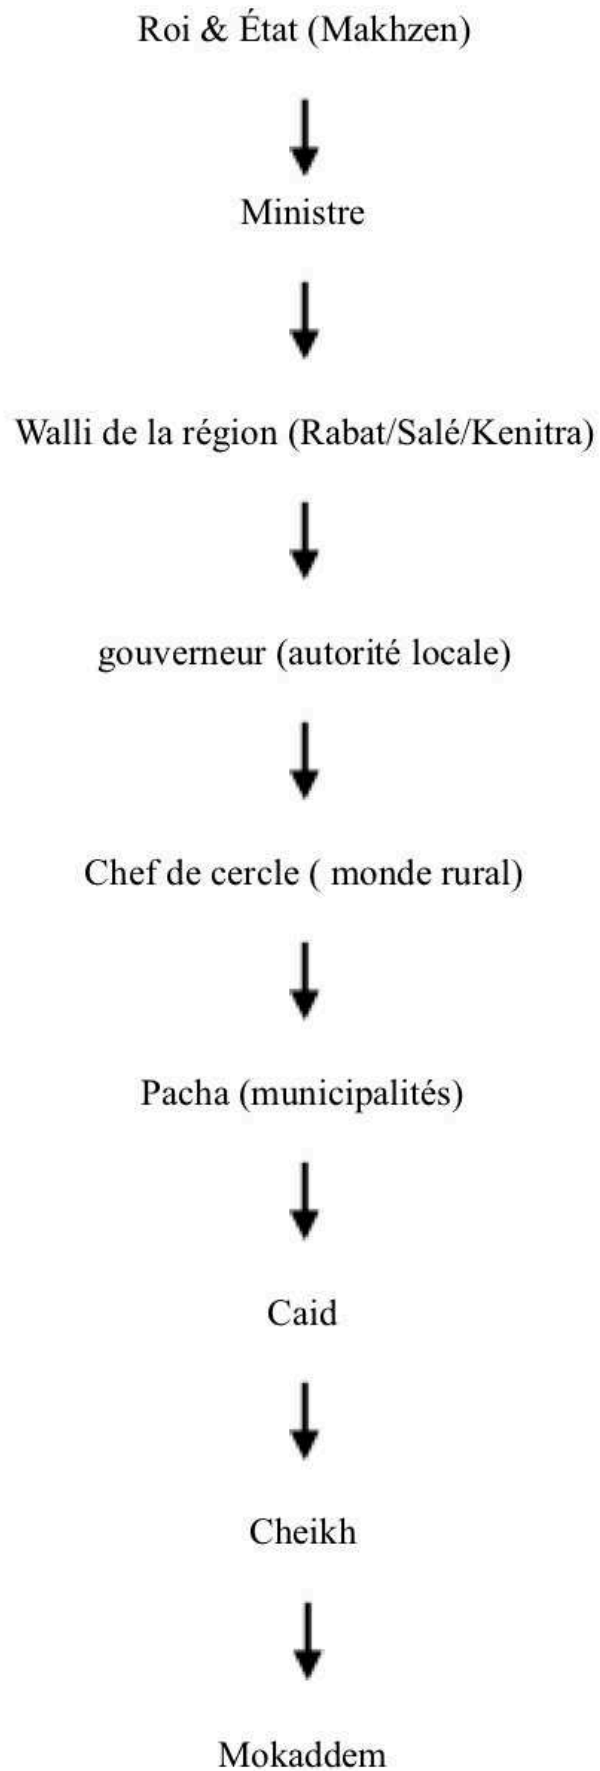 Roi & État (Makhzen)
Ministre
Walli de la région (Rabat/Salé/Kenitra)
gouverneur (autorité locale)
Chef de cercle ( monde rural)
Pacha (municipalités)
Caid
Cheikh
Mokaddem